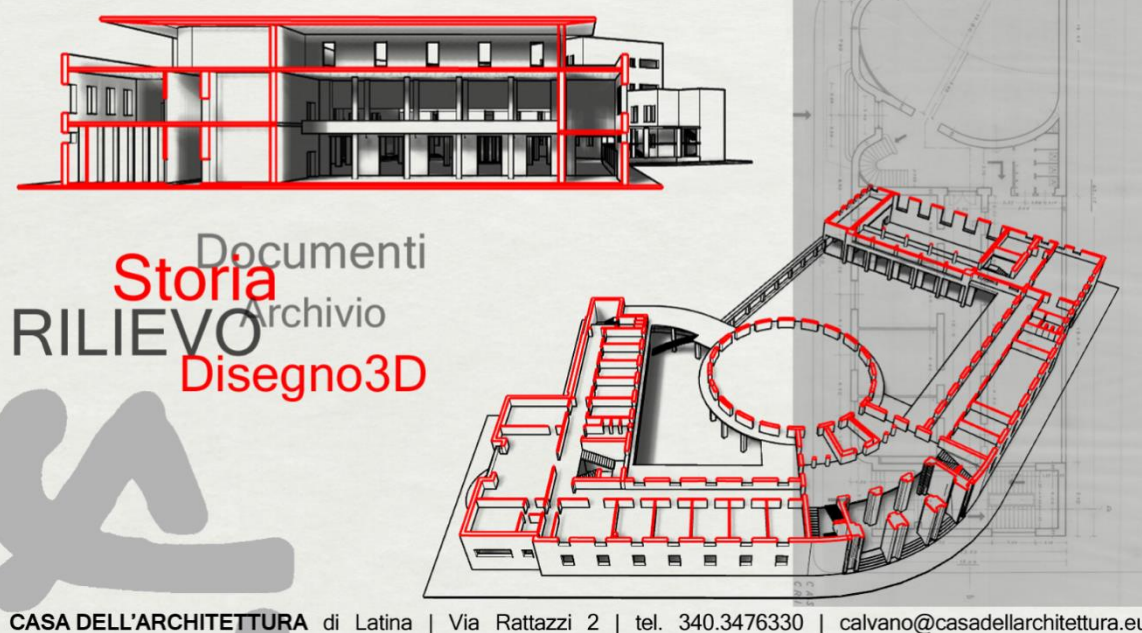 Documenti
Storia
Archivio
RILIEVO
Disegno3D
CASA DELL'ARCHITETTURA di Latina | Via Rattazzi 2 | tel. 340.3476330 | calvano@casadellarchitettura.eu